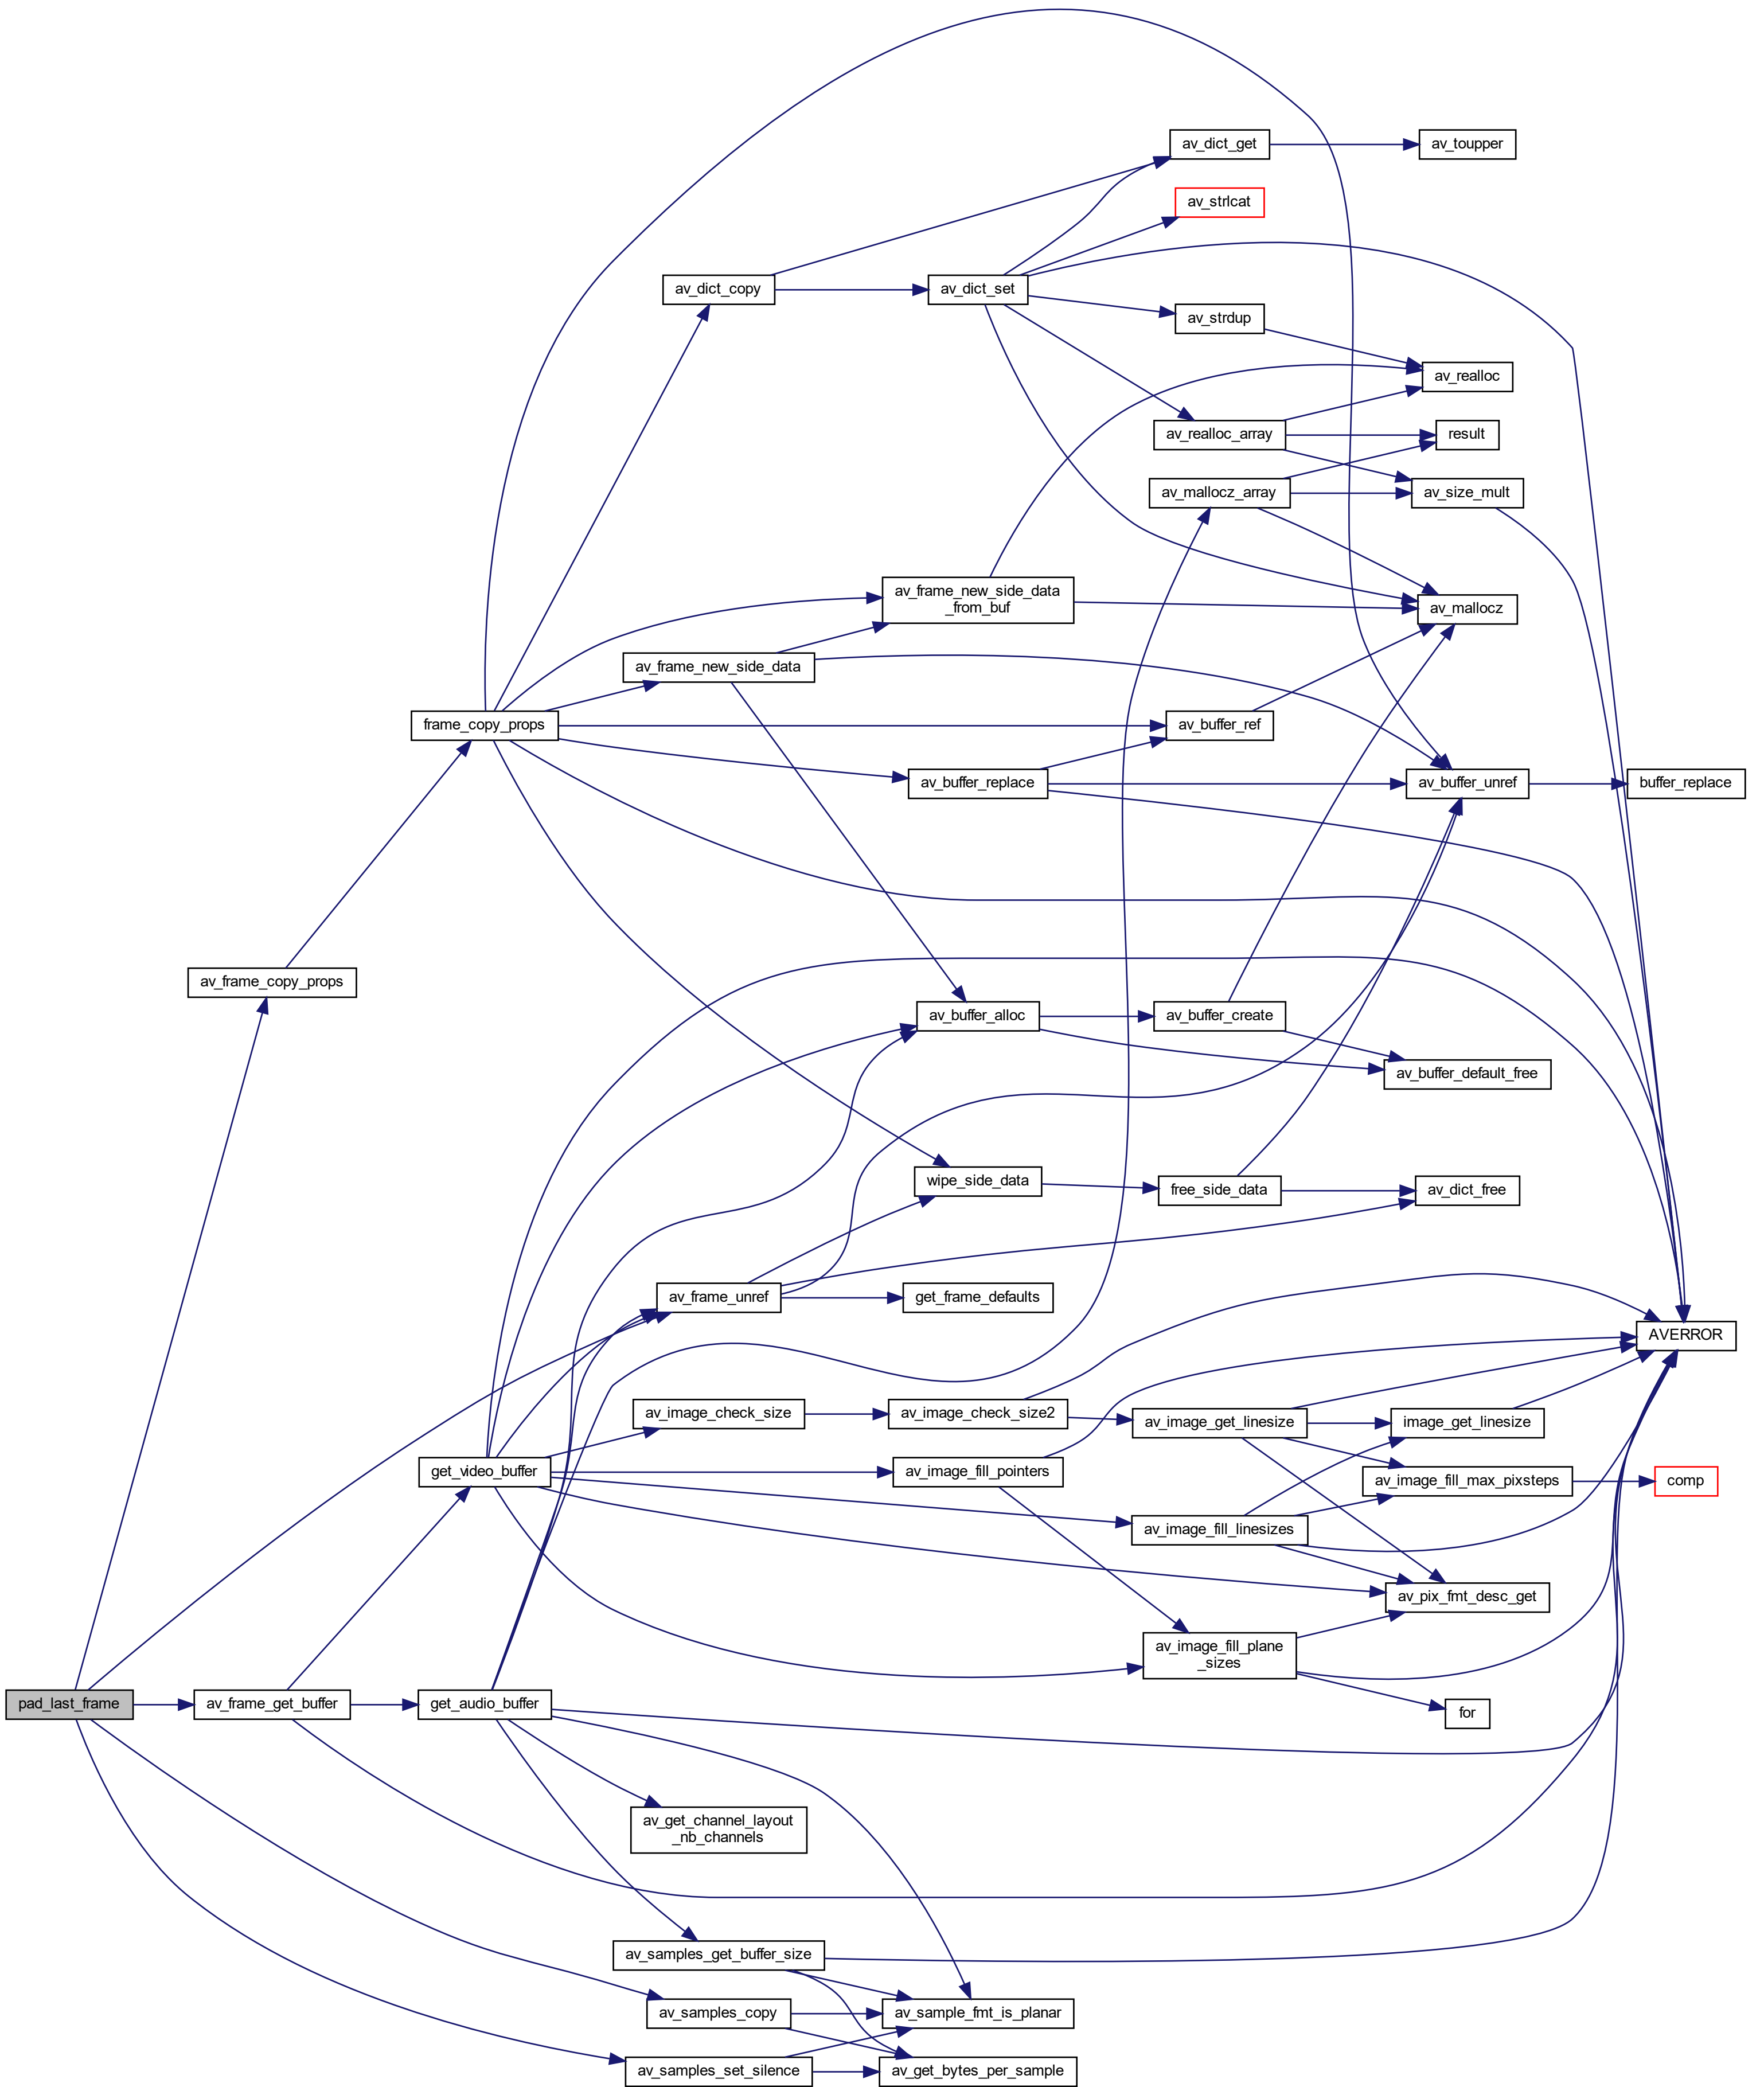 av_dict_get
av_toupper
av_strlcat
av_dict_copy
av_dict_set
av_strdup
av_realloc
av_realloc_array
result
av_mallocz_array
av_size_mult
av_frame_new_side_data
_from_buf
av_mallocz
av_frame_new_side_data
frame_copy_props
av_buffer_ref
av_buffer_replace
av_buffer_unref
buffer_replace
av_frame_copy_props
av_buffer_alloc
av_buffer_create
av_buffer_default_free
wipe_side_data
free_side_data
av_dict_free
av_frame_unref
get_frame_defaults
AVERROR
av_image_check_size
av_image_check_size2
av_image_get_linesize
image_get_linesize
get_video_buffer
av_image_fill_pointers
av_image_fill_max_pixsteps
comp
av_image_fill_linesizes
av_pix_fmt_desc_get
av_image_fill_plane
_sizes
pad_last_frame
av_frame_get_buffer
get_audio_buffer
for
av_get_channel_layout
_nb_channels
av_samples_get_buffer_size
av_samples_copy
av_sample_fmt_is_planar
av_samples_set_silence
av_get_bytes_per_sample